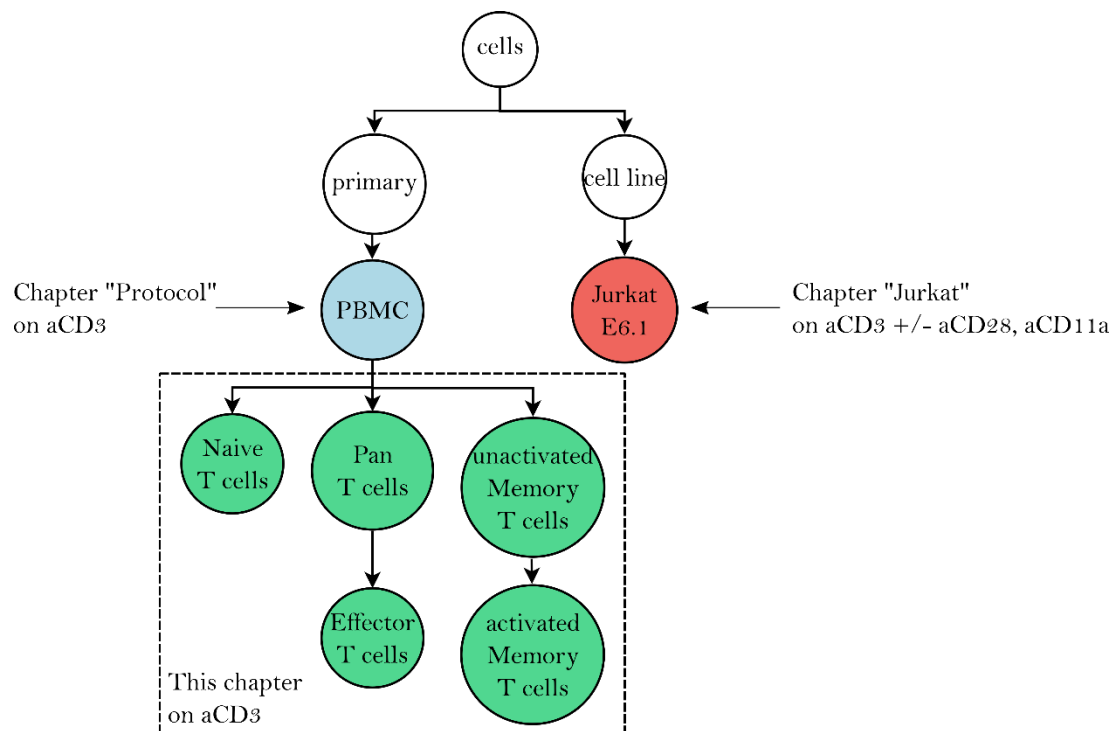 cells
primary
cell line
Chapter "Protocol"
on aCD3
PBMC
Jurkat
E6.1
Chapter "Jurkat"
on aCD3 +/- aCD28, aCD11a
Naive
T cells
Pan
T cells
unactivated
Memory
T cells
Effector
T cells
activated
Memory
T cells
This chapter
on aCD3